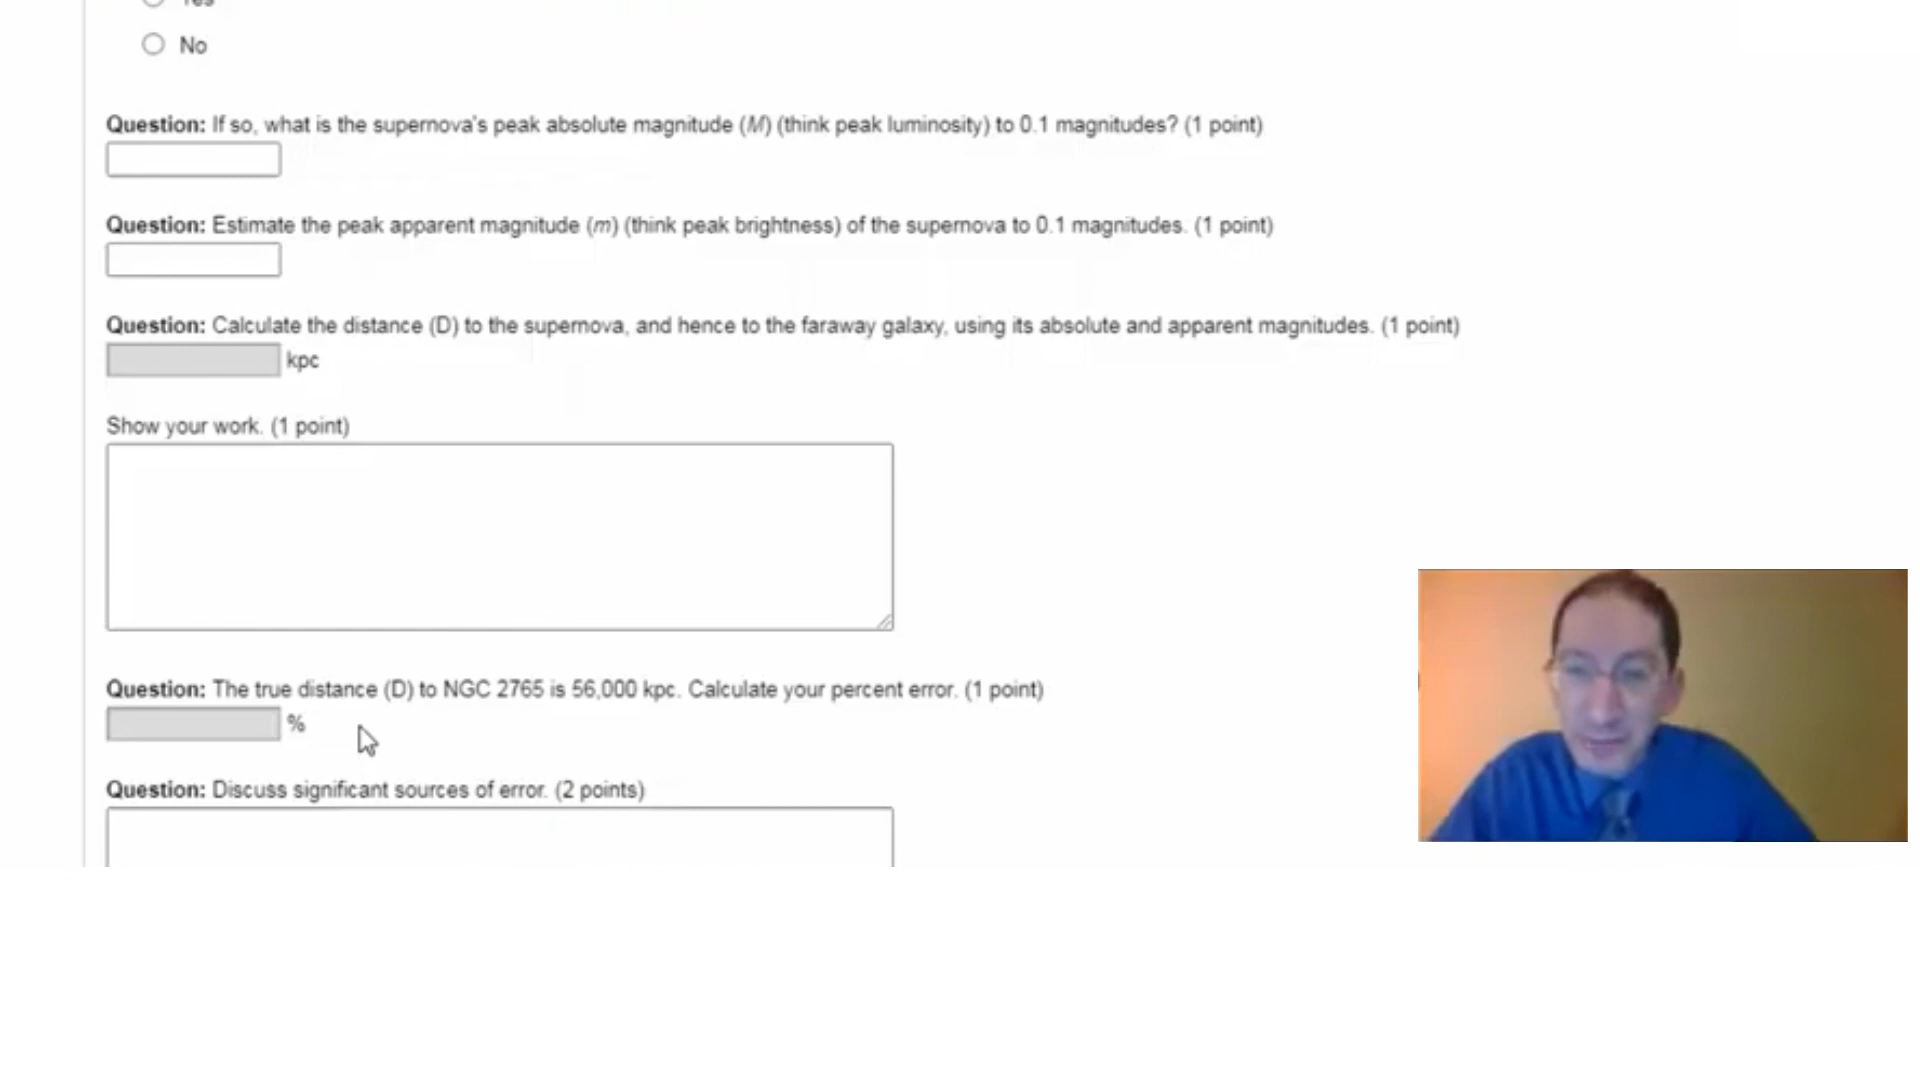 Yes
No
Question: If so, what is the supernova's peak absolute magnitude (M) (think peak luminosity) to 0.1 magnitudes? (1 point)
Question: Estimate the peak apparent magnitude (m) (think peak brightness) of the supernova to 0.1 magnitudes. (1 point)
Question: Calculate the distance (D) to the supernova, and hence to the faraway galaxy, using its absolute and apparent magnitudes. (1 point)
kpc
Show your work. (1 point)
Question: The true distance (D) to NGC 2765 is 56,000 kpc. Calculate your percent error. (1 point)
%
Question: Discuss significant sources of error. (2 points)